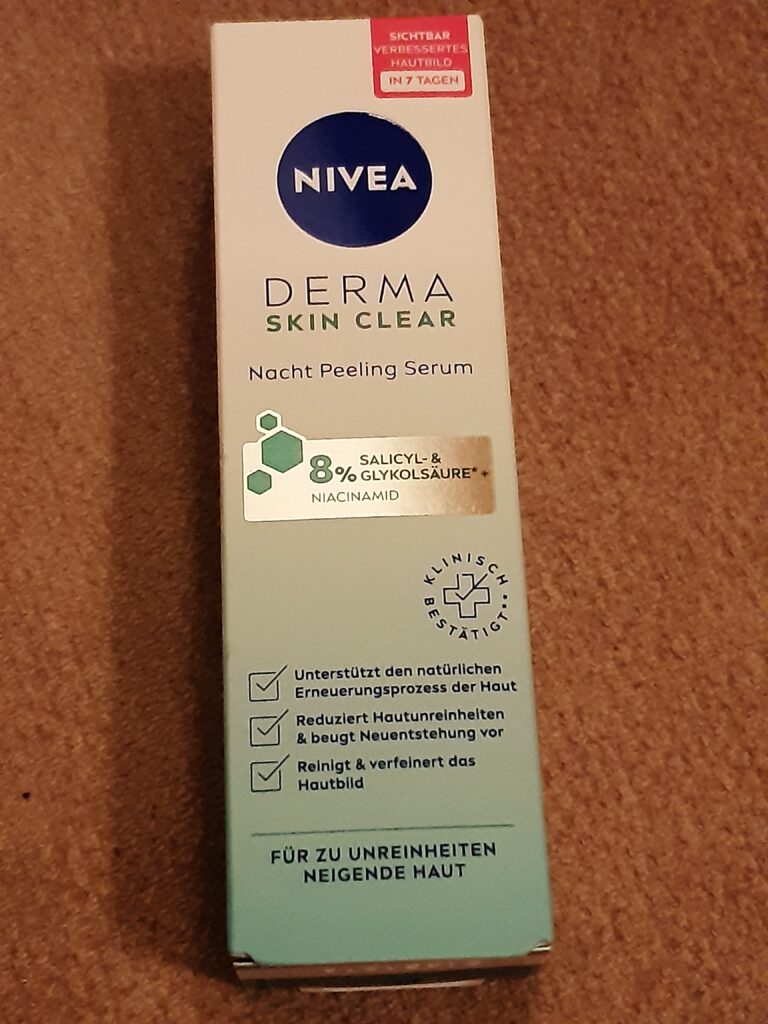 SICHTBAR
VERBESSERTES
HAUTBILD
IN 7 TAGEN
NIVEA
DERMA
SKIN CLEAR
Nacht Peeling Serum
8% SALICYL- &
GLYKOLSÄURE* +
NIACINAMID
KLINISCH
BESTÄTIGT**
Unterstützt den natürlichen
Erneuerungsprozess der Haut
Reduziert Hautunreinheiten
& beugt Neuentstehung vor
Reinigt & verfeinert das
Hautbild
FÜR ZU UNREINHEITEN
NEIGENDE HAUT